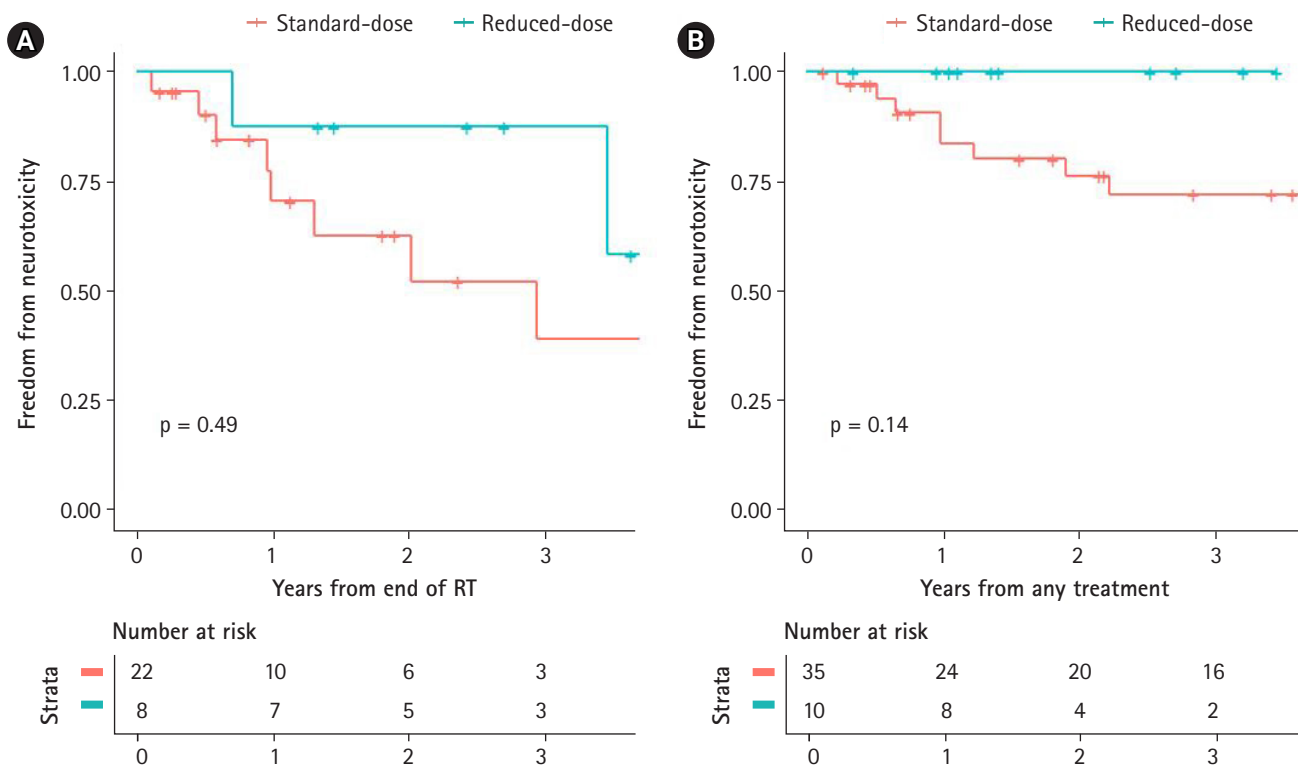 A
Standard-dose Reduced-dose
Freedom from neurotoxicity
1.00
0.75
0.50
0.25
0.00
p = 0.49
0 1 2 3
Years from end of RT
Number at risk
Strata
22 10 6 3
8 7 5 3
0 1 2 3
B
Standard-dose Reduced-dose
Freedom from neurotoxicity
1.00
0.75
0.50
0.25
0.00
p = 0.14
0 1 2 3
Years from any treatment
Number at risk
Strata
35 24 20 16
10 8 4 2
0 1 2 3